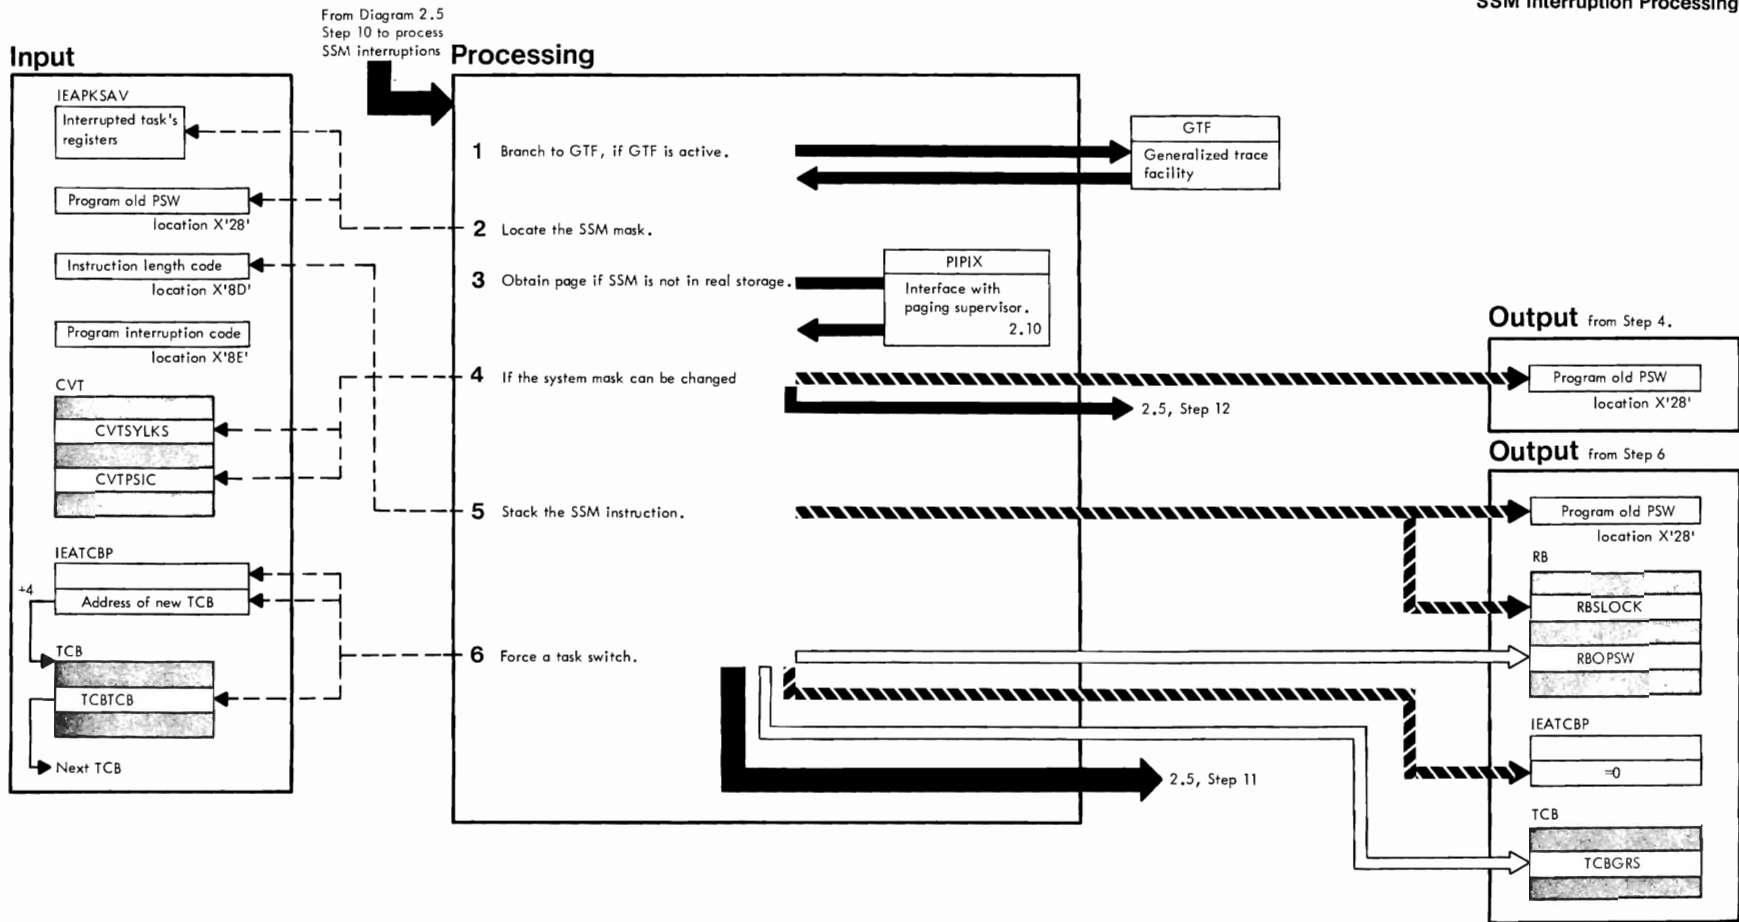 SSM Interruption Processing
From Diagram 2.5
Step 10 to process
SSM interruptions
Input
IEAPKSAV
Interrupted task's
registers
Program old PSW
location X'28'
Instruction length code
location X'8D'
Program interruption code
location X'8E'
CVT
CVTSYLKS
CVTPSIC
IEATCBP
+4
Address of new TCB
TCB
TCBTCB
Next TCB
Processing
1 Branch to GTF, if GTF is active.
GTF
Generalized trace
facility
2 Locate the SSM mask.
3 Obtain page if SSM is not in real storage.
PIPIX
Interface with
paging supervisor.
2.10
4 If the system mask can be changed
2.5, Step 12
5 Stack the SSM instruction.
6 Force a task switch.
2.5, Step 11
Output from Step 4.
Program old PSW
location X'28'
Output from Step 6
Program old PSW
location X'28'
RB
RBSLOCK
RBOPSW
IEATCBP
=0
TCB
TCBGRS